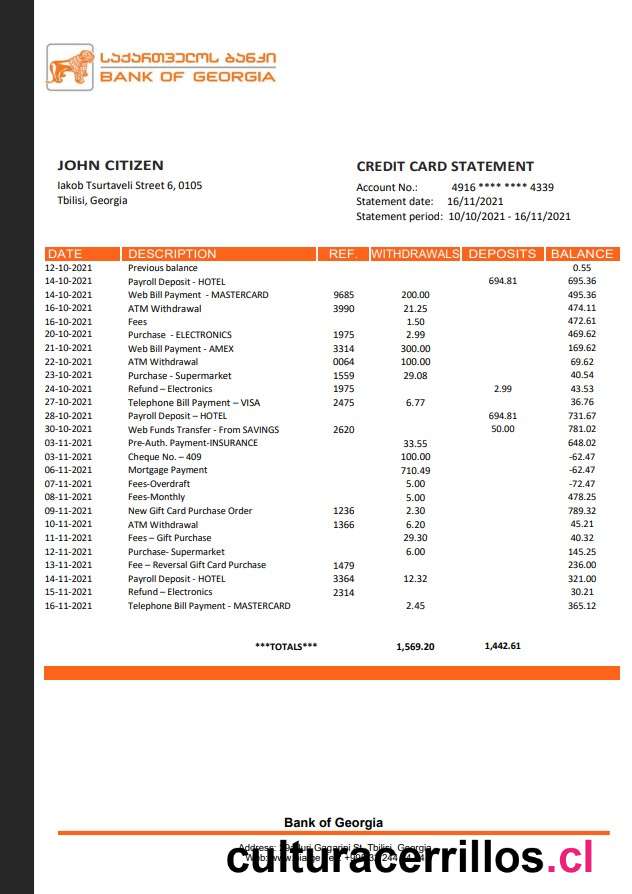 საქართველოს ბანკი
BANK OF GEORGIA
JOHN CITIZEN
Iakob Tsurtaveli Street 6, 0105
Tbilisi, Georgia
CREDIT CARD STATEMENT
Account No.: 4916 **** **** 4339
Statement date: 16/11/2021
Statement period: 10/10/2021 - 16/11/2021
DATE DESCRIPTION REF. WITHDRAWALS DEPOSITS BALANCE
12-10-2021 Previous balance 0.55
14-10-2021 Payroll Deposit - HOTEL 694.81 695.36
14-10-2021 Web Bill Payment - MASTERCARD 9685 200.00 495.36
16-10-2021 ATM Withdrawal 3990 21.25 474.11
16-10-2021 Fees 1.50 472.61
20-10-2021 Purchase - ELECTRONICS 1975 2.99 469.62
21-10-2021 Web Bill Payment - AMEX 3314 300.00 169.62
22-10-2021 ATM Withdrawal 0064 100.00 69.62
23-10-2021 Purchase - Supermarket 1559 29.08 40.54
24-10-2021 Refund – Electronics 1975 2.99 43.53
27-10-2021 Telephone Bill Payment – VISA 2475 6.77 36.76
28-10-2021 Payroll Deposit – HOTEL 694.81 731.67
30-10-2021 Web Funds Transfer - From SAVINGS 2620 50.00 781.02
03-11-2021 Pre-Auth. Payment-INSURANCE 33.55 648.02
03-11-2021 Cheque No. – 409 100.00 -62.47
06-11-2021 Mortgage Payment 710.49 -62.47
07-11-2021 Fees-Overdraft 5.00 -72.47
08-11-2021 Fees-Monthly 5.00 478.25
09-11-2021 New Gift Card Purchase Order 1236 2.30 789.32
10-11-2021 ATM Withdrawal 1366 6.20 45.21
11-11-2021 Fees – Gift Purchase 29.30 40.32
12-11-2021 Purchase- Supermarket 6.00 145.25
13-11-2021 Fee – Reversal Gift Card Purchase 1479 236.00
14-11-2021 Payroll Deposit - HOTEL 3364 12.32 321.00
15-11-2021 Refund – Electronics 2314 30.21
16-11-2021 Telephone Bill Payment - MASTERCARD 2.45 365.12
***TOTALS*** 1,569.20 1,442.61
Bank of Georgia
Address: Gagarini St. Tbilisi, Georgia
culturacerrillos.cl